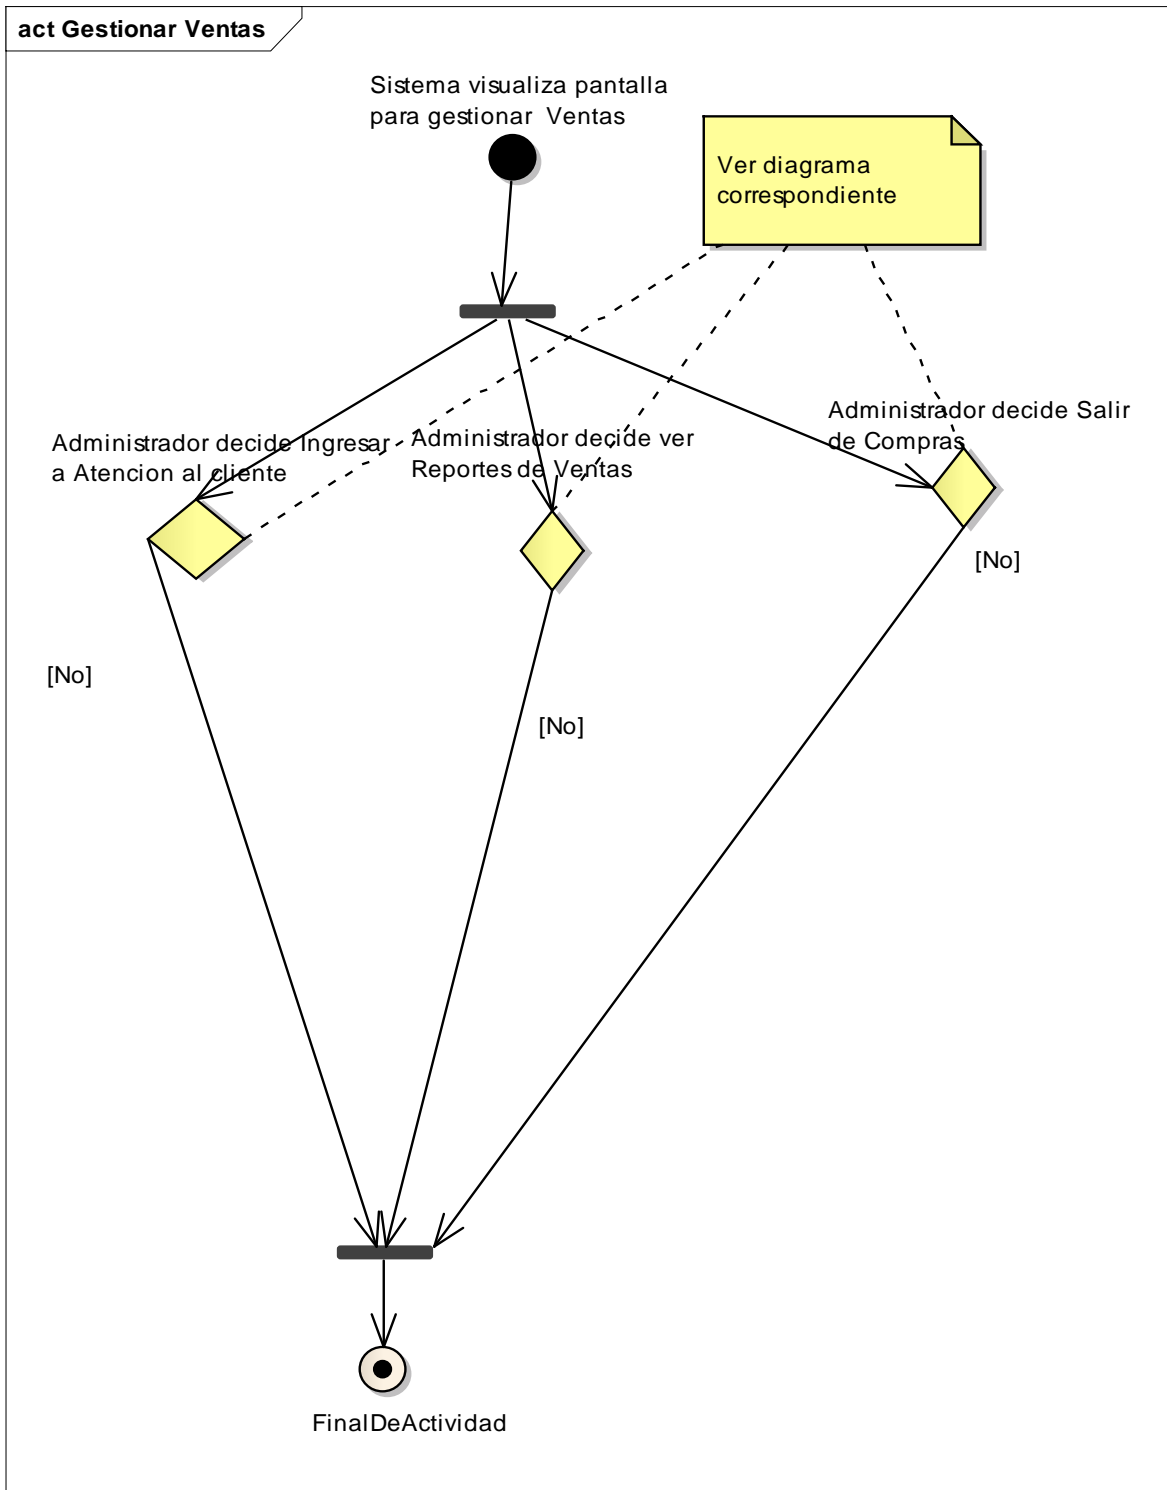 act Gestionar Ventas
Sistema visualiza pantalla
para gestionar Ventas
Ver diagrama
correspondiente
Administrador decide Salir
de Compras
Administrador decide Ingresar
a Atencion al cliente
Administrador decide ver
Reportes de Ventas
[No]
[No]
[No]
FinalDeActividad